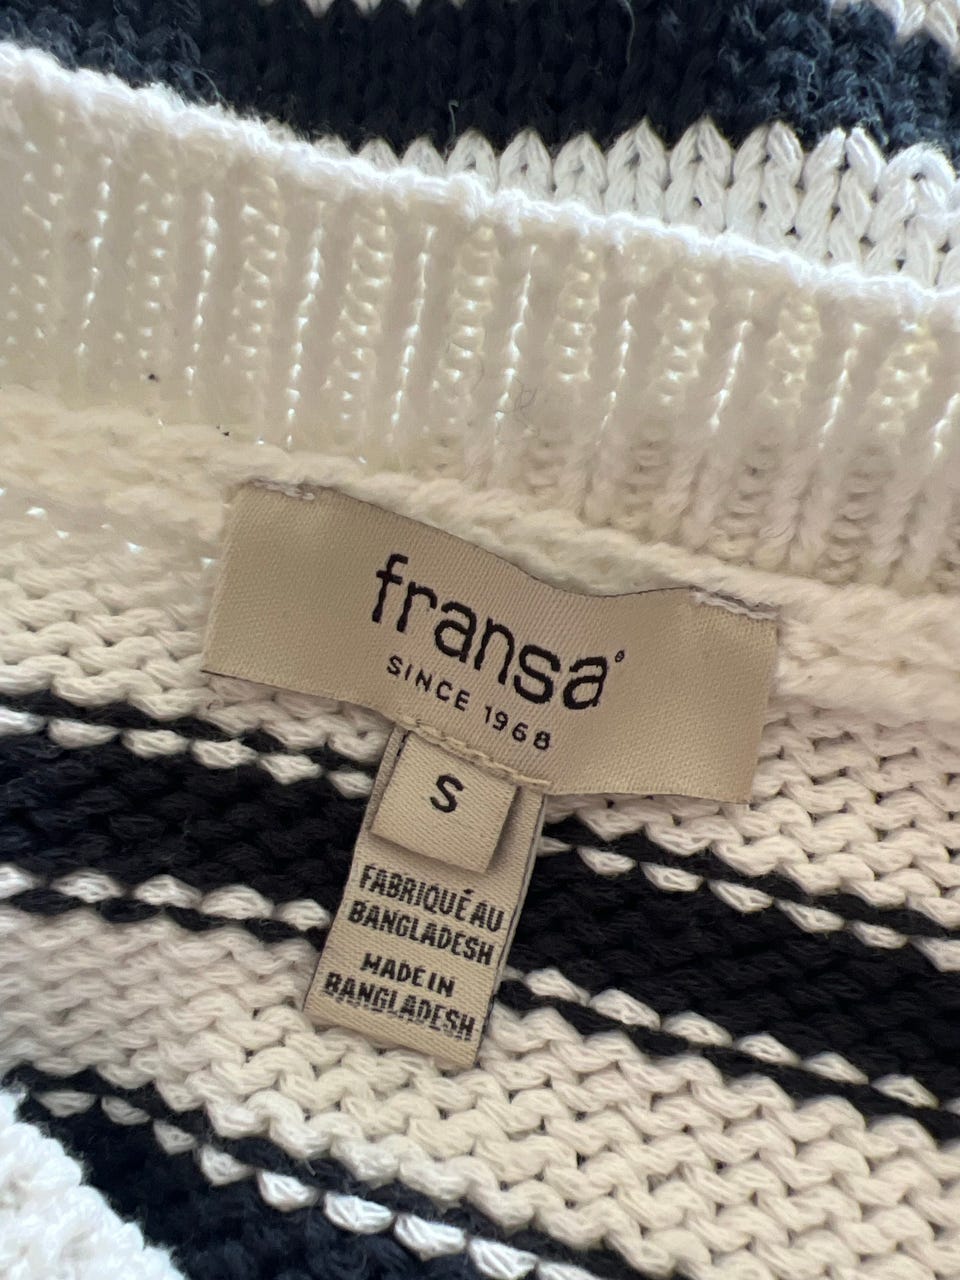 fransa®
SINCE 1968
S
FABRIQUÉ AU
BANGLADESH
MADE IN
BANGLADESH